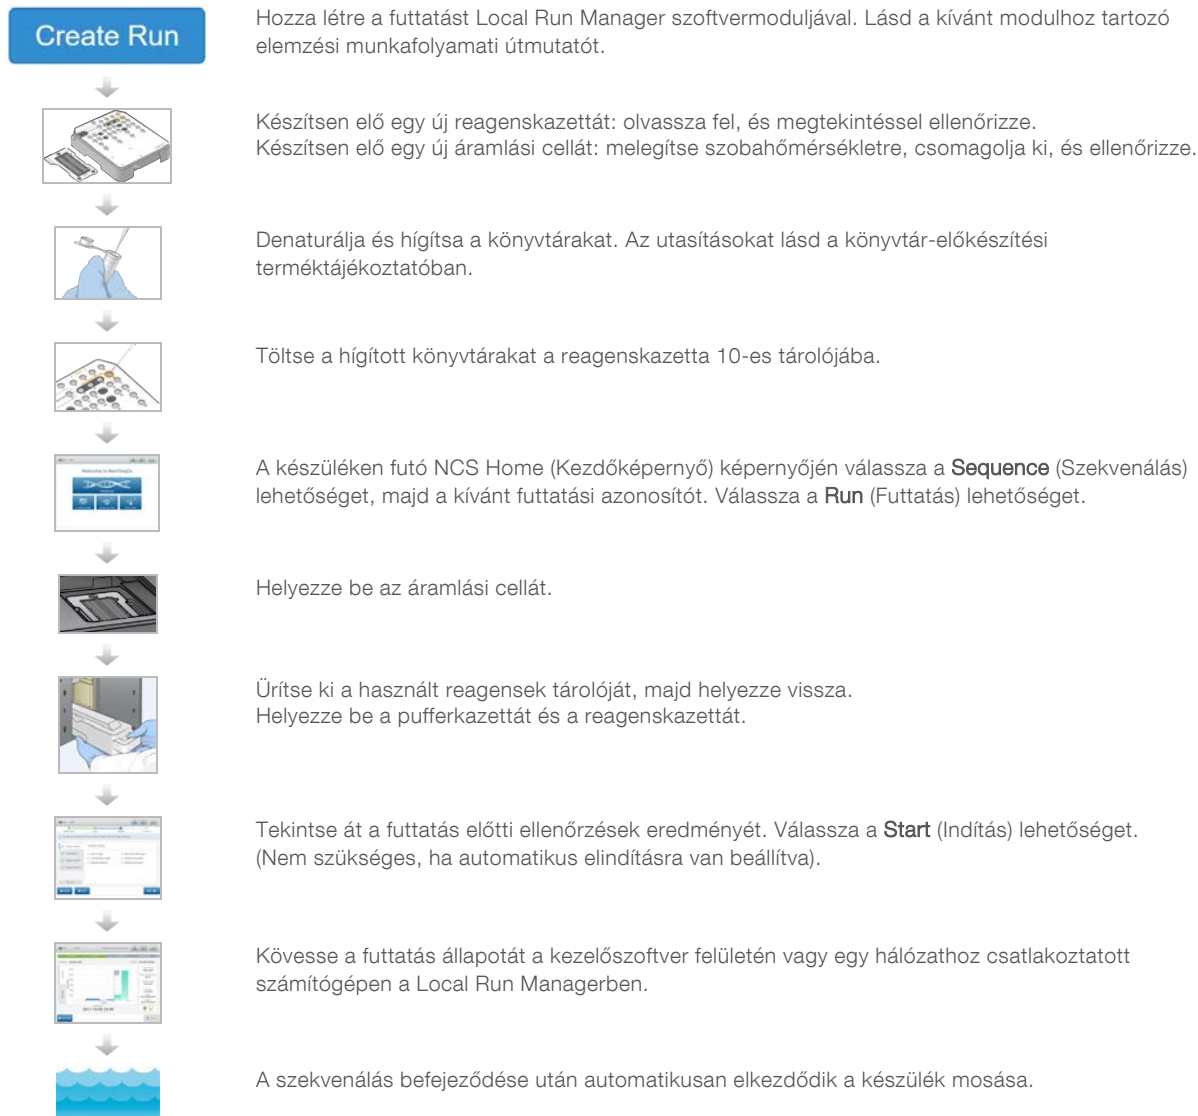 Create Run
Hozza létre a futtatást Local Run Manager szoftvermoduljával. Lásd a kívánt modulhoz tartozó
elemzési munkafolyamati útmutatót.
Készítsen elő egy új reagenskazettát: olvassza fel, és megtekintéssel ellenőrizze.
Készítsen elő egy új áramlási cellát: melegítse szobahőmérsékletre, csomagolja ki, és ellenőrizze.
Denaturálja és hígítsa a könyvtárakat. Az utasításokat lásd a könyvtár-előkészítési
terméktájékoztatóban.
Töltse a hígított könyvtárakat a reagenskazetta 10-es tárolójába.
A készüléken futó NCS Home (Kezdőképernyő) képernyőjén válassza a Sequence (Szekvenálás)
lehetőséget, majd a kívánt futtatási azonosítót. Válassza a Run (Futtatás) lehetőséget.
Helyezze be az áramlási cellát.
Ürítse ki a használt reagensek tárolóját, majd helyezze vissza.
Helyezze be a pufferkazettát és a reagenskazettát.
Tekintse át a futtatás előtti ellenőrzések eredményét. Válassza a Start (Indítás) lehetőséget.
(Nem szükséges, ha automatikus elindításra van beállítva).
Kövesse a futtatás állapotát a kezelőszoftver felületén vagy egy hálózathoz csatlakoztatott
számítógépen a Local Run Managerben.
A szekvenálás befejeződése után automatikusan elkezdődik a készülék mosása.